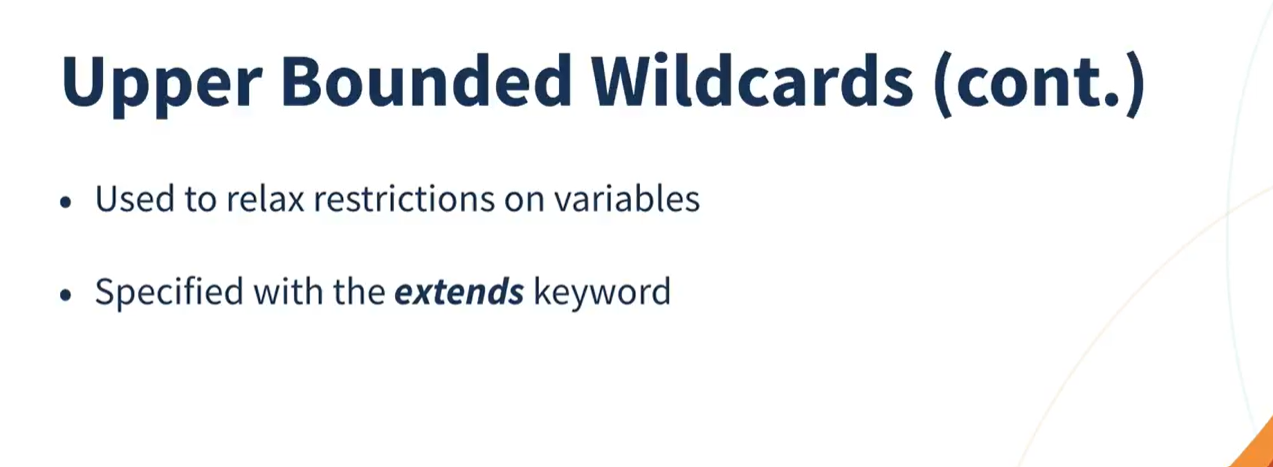 Upper Bounded Wildcards (cont.)
• Used to relax restrictions on variables
• Specified with the extends keyword